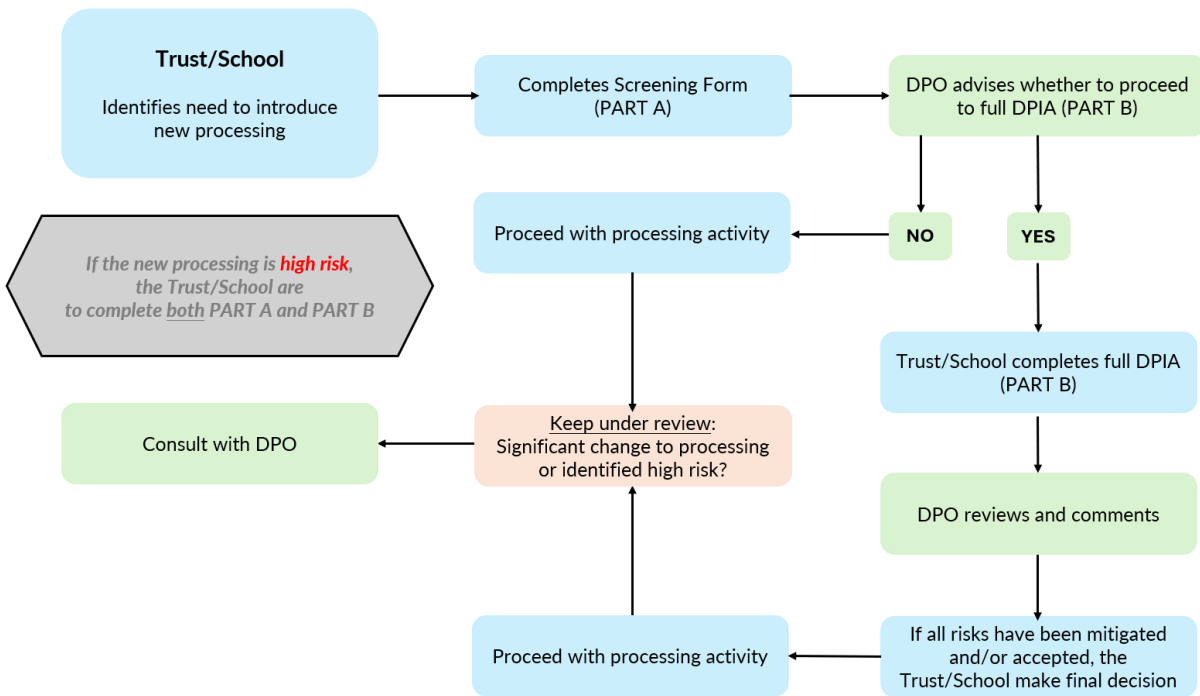 Trust/School
Identifies need to introduce
new processing
Completes Screening Form
(PART A)
DPO advises whether to proceed
to full DPIA (PART B)
NO
YES
Proceed with processing activity
If the new processing is high risk,
the Trust/School are
to complete both PART A and PART B
Trust/School completes full DPIA
(PART B)
Keep under review:
Significant change to processing
or identified high risk?
Consult with DPO
DPO reviews and comments
If all risks have been mitigated
and/or accepted, the
Trust/School make final decision
Proceed with processing activity